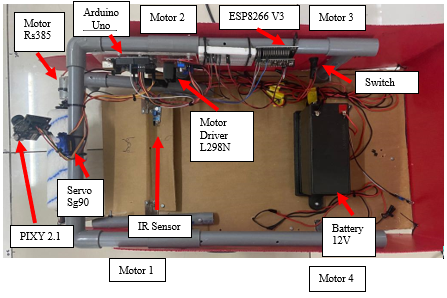 Arduino
Uno
Motor 2
ESP8266 V3
Motor 3
Motor
Rs385
Switch
Motor
Driver
L298N
Servo
Sg90
IR Sensor
PIXY 2.1
Battery
12V
Motor 1
Motor 4